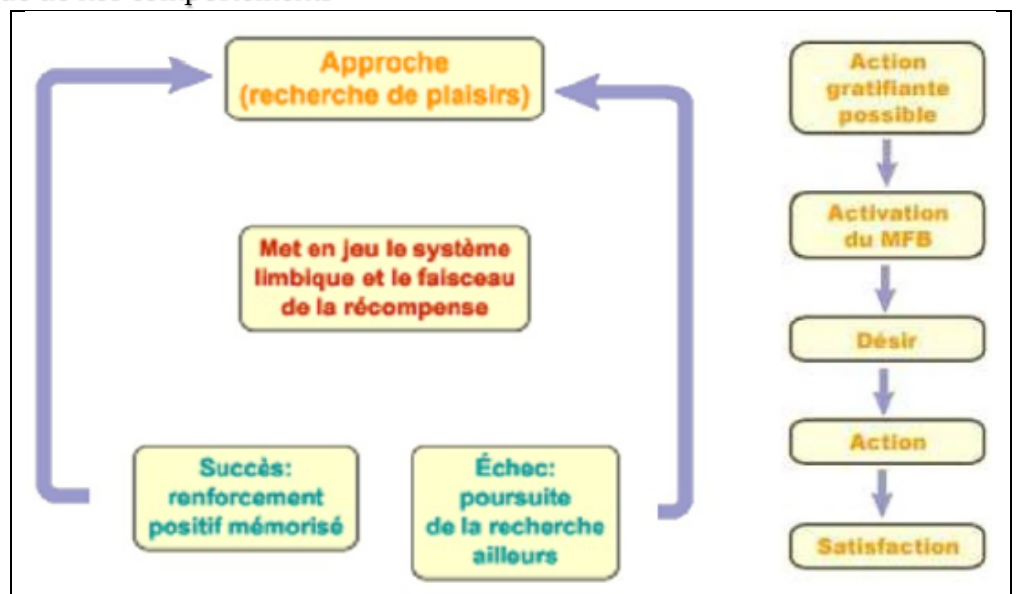 Approche
(recherche de plaisirs)
Met en jeu le système
limbique et le faisceau
de la récompense
Succès:
renforcement
positif mémorisé
Échec:
poursuite
de la recherche
ailleurs
Action
gratifiante
possible
Activation
du MFB
Désir
Action
Satisfaction